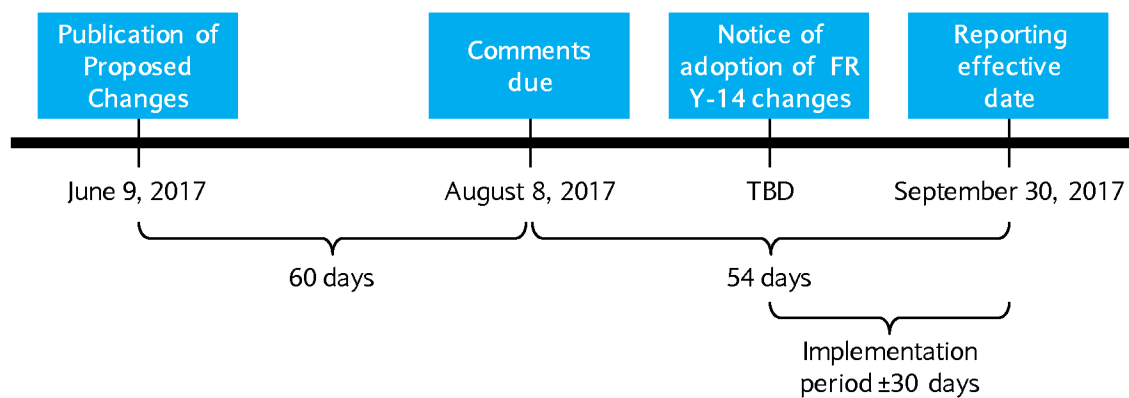 Publication of
Proposed
Changes
Comments
due
Notice of
adoption of FR
Y-14 changes
Reporting
effective
date
June 9, 2017
August 8, 2017
TBD
September 30, 2017
60 days
54 days
Implementation
period ±30 days